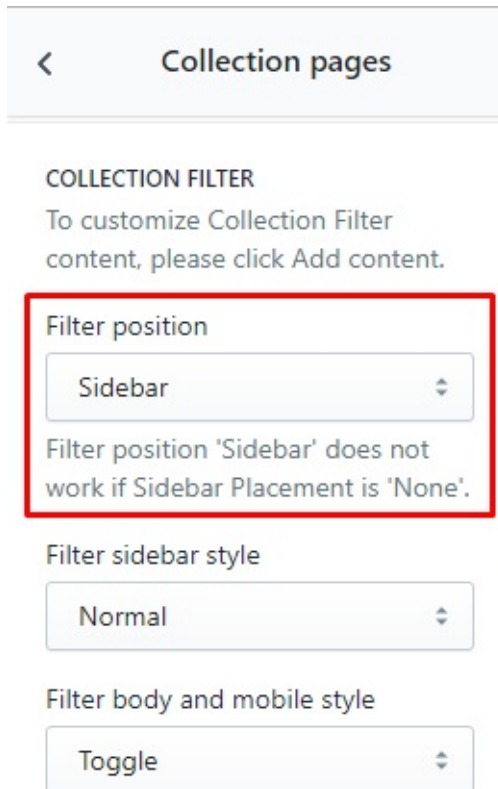 Collection pages
COLLECTION FILTER
To customize Collection Filter
content, please click Add content.
Filter position
Sidebar
Filter position 'Sidebar' does not
work if Sidebar Placement is 'None'.
Filter sidebar style
Normal
Filter body and mobile style
Toggle